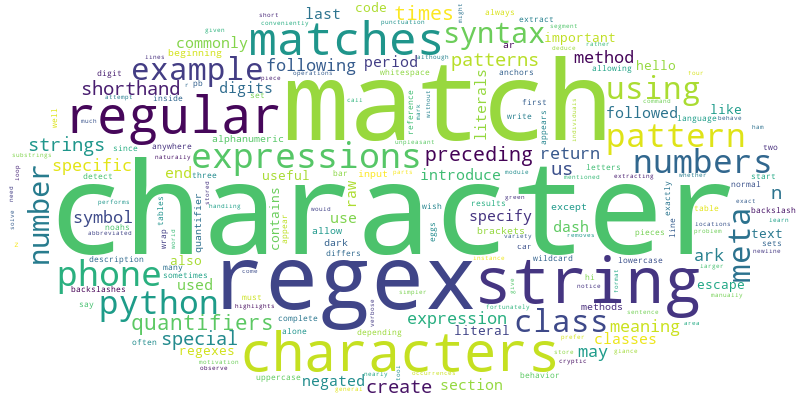 short
code
times
always
given
punctuation
last
conveniently
might
matches
syntax
extract
commonly
segment
beginning
important
deduce
rather
lines
although
period
method
example
following
patterns
hello
digit
operations
whitespace
ar
allowing
shorthand
digits
anchors
piece
match
using
like
attempt
inside
literals
set
call
first
language
behave
regular
reference
mark
without
write
followed
command
much
appears
individuals
pattern
ham
well
alphanumeric
unpleasant
strings
since
anywhere
expressions
preceding
return
letters
two
substrings
detect
naturally
introduce
us
extracting
whether
numbers
specific
end
useful
bar
input
parts
module
mentioned
start
three
raw
green
except
exactly
normal
exact
loop
need
number
performs
stored
quantifier
contains
character
wish
results
brackets
line
table
n
backslash
symbol
handling
appear
use
specify
dash
locations
text
solve
noahs
tables
would
eggs
variety
pieces
problem
learn
abbreviated
wrap
world
allow
differs
car
removes
sets
newline
description
dark
wildcard
lowercase
ark
meta
phone
many
come
regex
string
hi
notice
larger
escape
backslashes
also
sometimes
instance
format
methods
manually
python
used
must
highlights
verbose
simpler
give
class
meaning
say
quantifiers
complete
expression
fortunately
sentence
often
special
alone
literal
may
classes
area
regexes
depending
prefer
store
glance
motivation
characters
behavior
cryptic
observe
nearly
occurrences
uppercase
create
section
general
tool